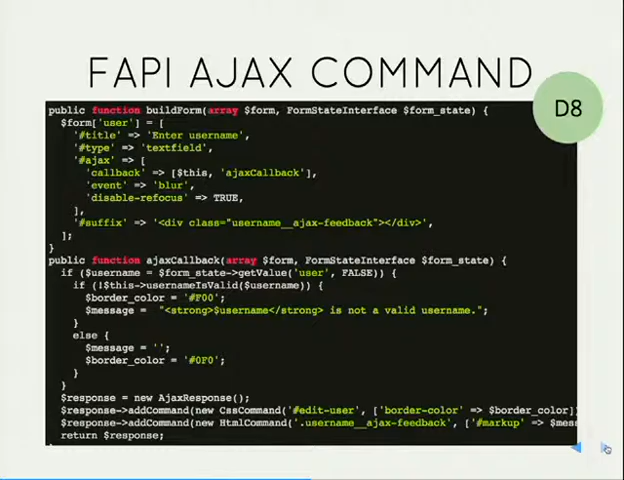 FAPI AJAX COMMAND
D8
public function buildForm(array $form, FormStateInterface $form_state) {
  $form['user'] = [
    '#title' => 'Enter username',
    '#type' => 'textfield',
    '#ajax' => [
      'callback' => [$this, 'ajaxCallback'],
      'event' => 'blur',
      'disable-refocus' => TRUE,
    ],
    '#suffix' => '<div class="username__ajax-feedback"></div>',
  ];
}
public function ajaxCallback(array $form, FormStateInterface $form_state) {
  if ($username = $form_state->getValue('user', FALSE)) {
    if (!$this->usernameIsValid($username)) {
      $border_color = '#F00';
      $message =  "<strong>$username</strong> is not a valid username.";
    }
    else {
      $message = '';
      $border_color = '#0F0';
    }
  }
  $response = new AjaxResponse();
  $response->addCommand(new CssCommand('#edit-user', ['border-color' => $border_color])
  $response->addCommand(new HtmlCommand('.username__ajax-feedback', ['#markup' => $mess
  return $response;